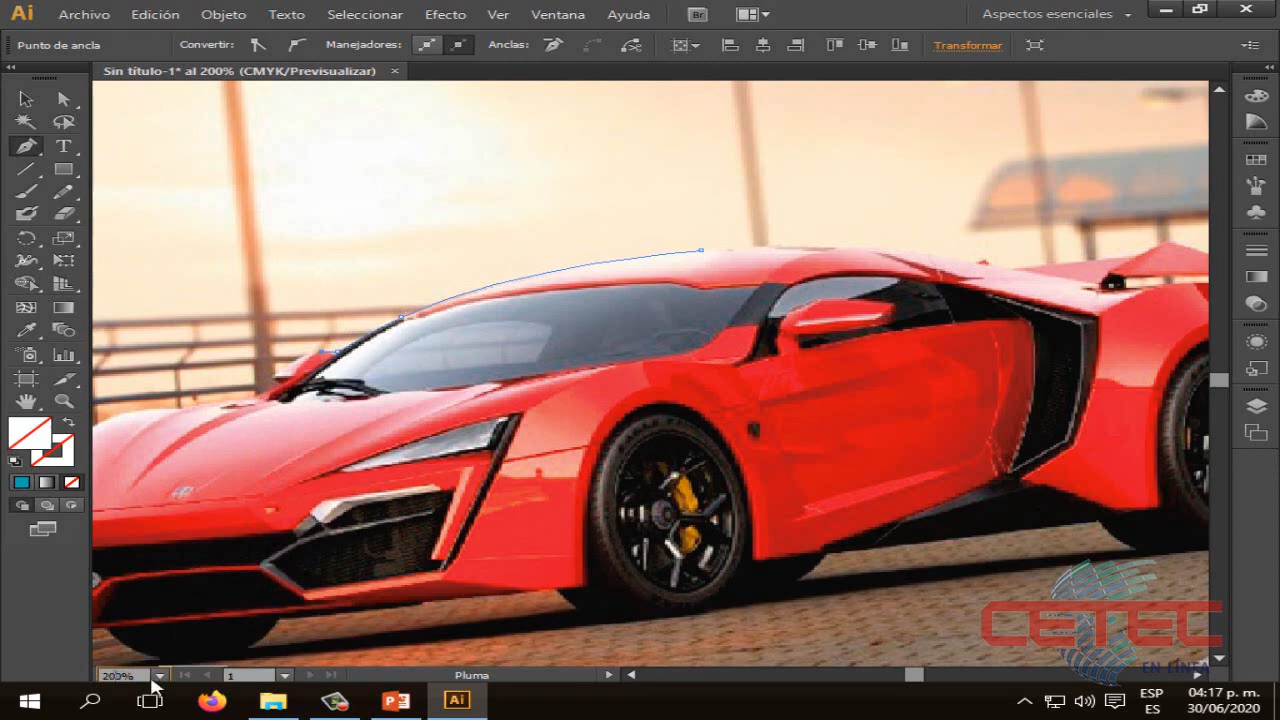 Ai Archivo Edición Objeto Texto Seleccionar Efecto Ver Ventana Ayuda Br Aspectos esenciales
Punto de ancla Convertir: Manejadores: Anclas: Transformar
Sin título-1* al 200% (CMYK/Previsualizar) ×
T
CETEC
EN LÍNEA
200% 1 Pluma
Ai ESP 04:17 p. m.
ES 30/06/2020